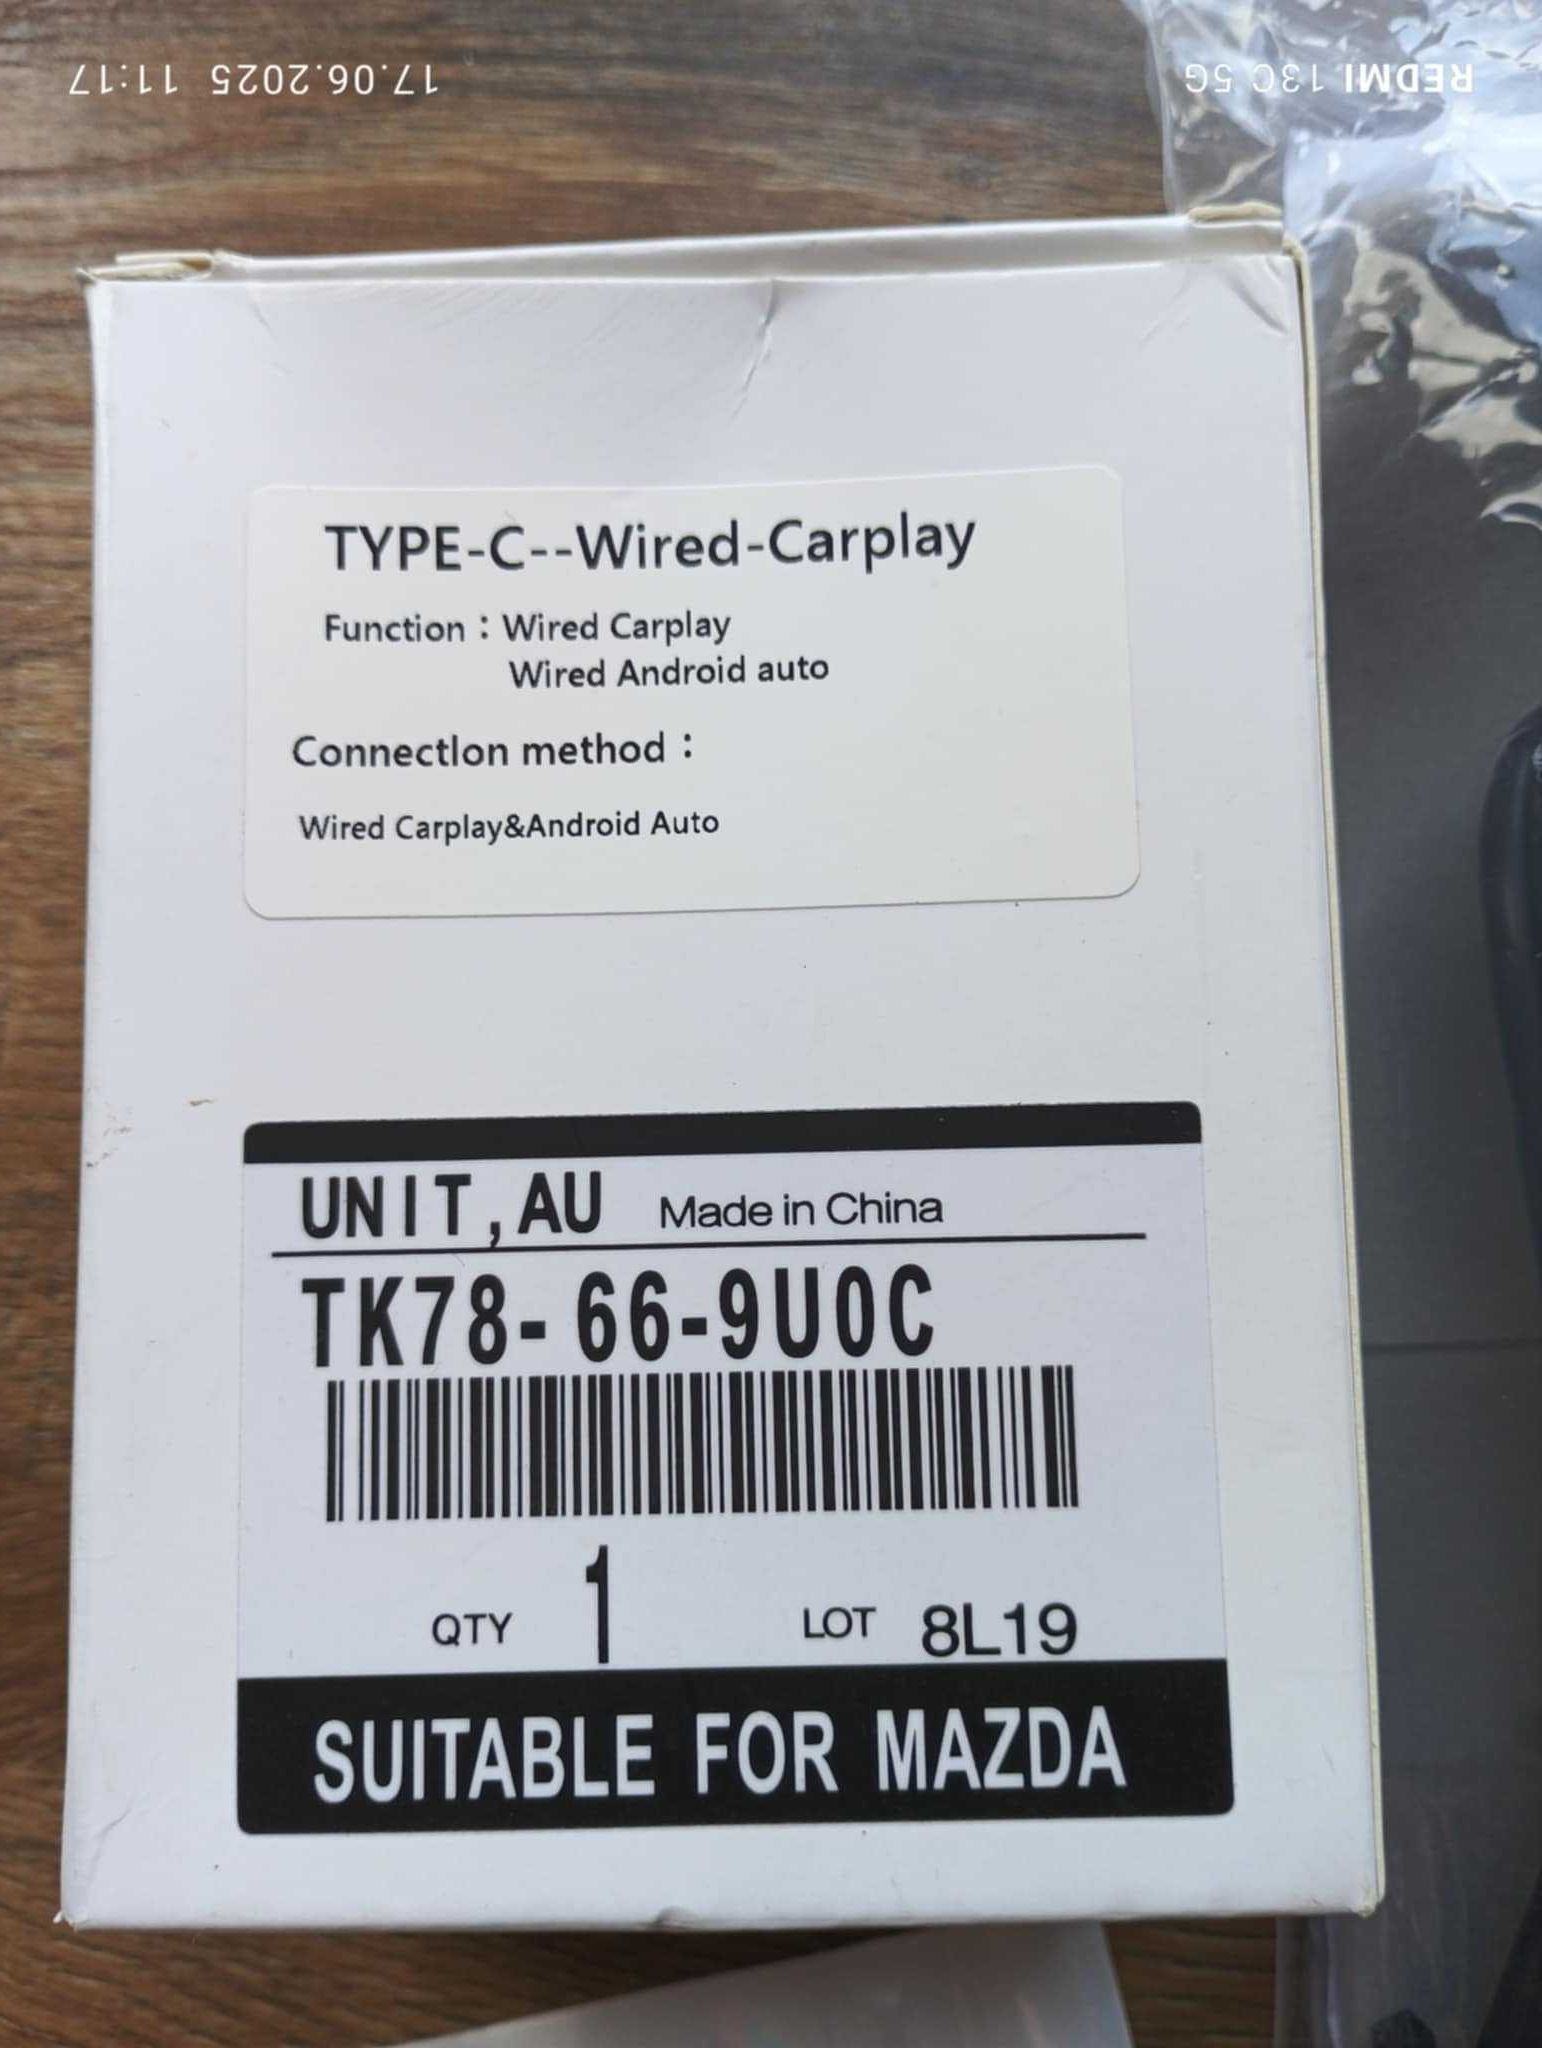 17.06.2025 11:17
REDMI 13C 5G
TYPE-C--Wired-Carplay
Function：Wired Carplay
Wired Android auto
Connectlon method：
Wired Carplay&Android Auto
UNIT,AU Made in China
TK78-66-9U0C
QTY 1 LOT 8L19
SUITABLE FOR MAZDA